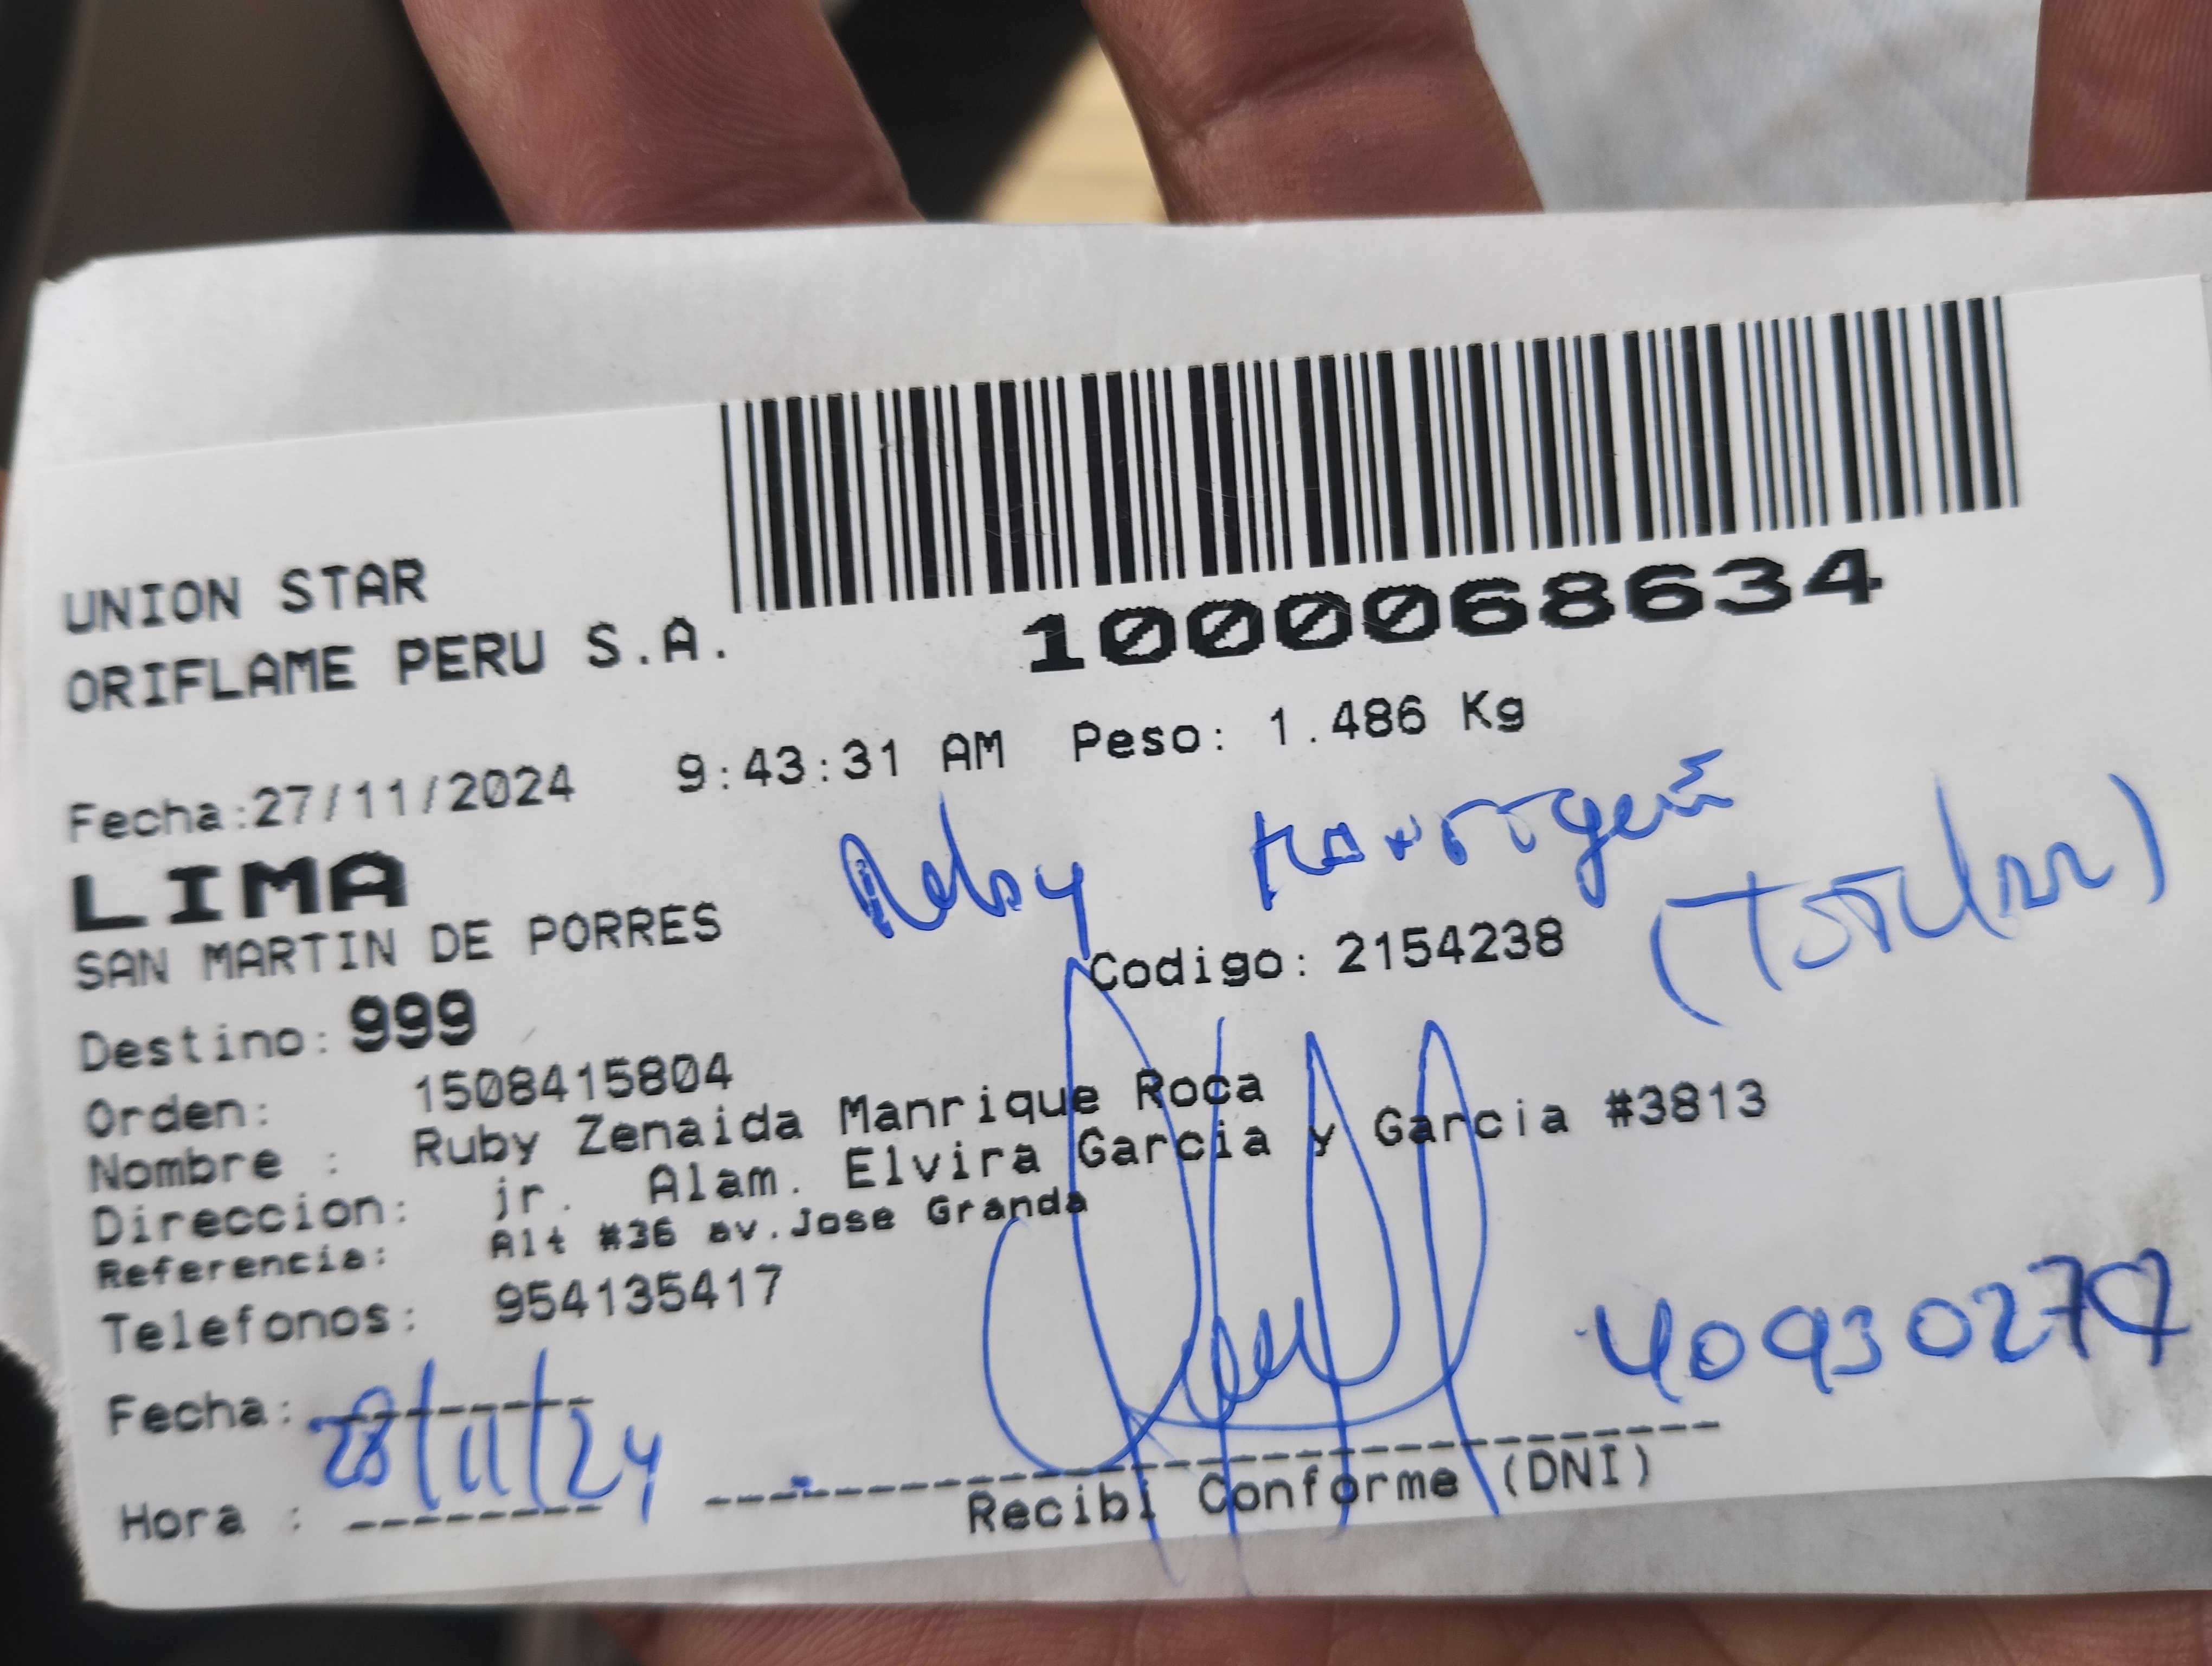 UNION STAR
ORIFLAME PERU S.A.
1000068634
Fecha:27/11/2024 9:43:31 AM Peso: 1.486 Kg
LIMA
Ruby
SAN MARTIN DE PORRES
Codigo: 2154238
(Titular)
Destino: 999
Orden: 1508415804
Nombre : Ruby Zenaida Manrique Roca
Direccion: jr. Alam. Elvira Garcia y Garcia #3813
Referencia: Alt #36 av.Jose Granda
Telefonos: 954135417
Fecha: 28/11/24
Hora :
Recibi Conforme (DNI)